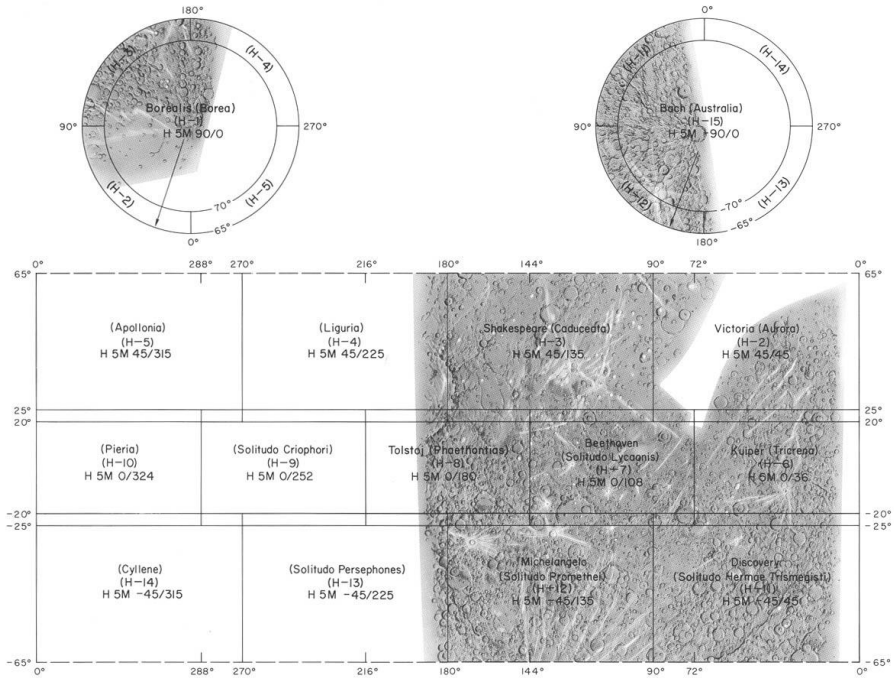 180°
(H-3)
(H-4)
Borealis (Borea)
(H-1)
H 5M 90/0
90°
270°
(H-2)
(H-5)
70°
65°
0°
0°
(H-11)
(H-14)
Bach (Australia)
(H-15)
H 5M -90/0
90°
270°
(H-12)
(H-13)
-70°
-65°
180°
0° 288° 270° 216° 180° 144° 90° 72° 0°
65° 65°
(Apollonia)
(H-5)
H 5M 45/315
(Liguria)
(H-4)
H 5M 45/225
Shakespeare (Caduceata)
(H-3)
H 5M 45/135
Victoria (Aurora)
(H-2)
H 5M 45/45
25° 25°
20° 20°
(Pieria)
(H-10)
H 5M 0/324
(Solitudo Criophori)
(H-9)
H 5M 0/252
Tolstoj (Phaethontias)
(H-8)
H 5M 0/180
Beethoven
(Solitudo Lycaonis)
(H-7)
H 5M 0/108
Kuiper (Tricrena)
(H-6)
H 5M 0/36
-20° -20°
-25° -25°
(Cyllene)
(H-14)
H 5M -45/315
(Solitudo Persephones)
(H-13)
H 5M -45/225
Michelangelo
(Solitudo Promethei)
(H-12)
H 5M -45/135
Discovery
(Solitudo Hermae Trismegisti)
(H-11)
H 5M -45/45
-65° -65°
0° 288° 270° 216° 180° 144° 90° 72° 0°